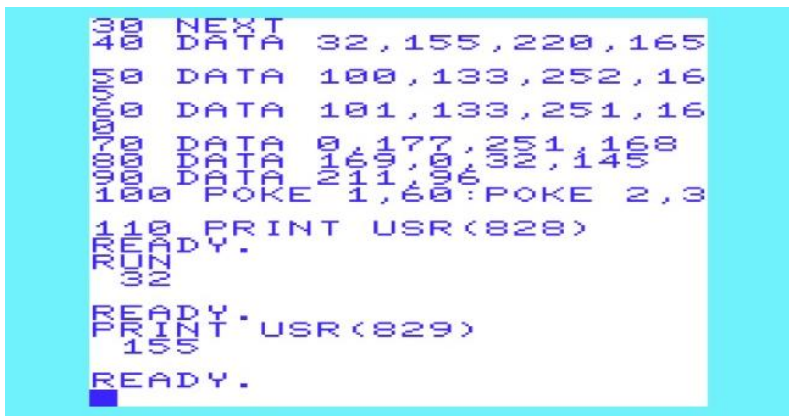 30 NEXT
40 DATA 32,155,220,165
50 DATA 100,133,252,16
5
60 DATA 101,133,251,16
0
70 DATA 0,177,251,168
80 DATA 169,0,32,145
90 DATA 211,96
100 POKE 1,60:POKE 2,3
110 PRINT USR(828)
READY.
RUN
32
READY.
PRINT USR(829)
155
READY.